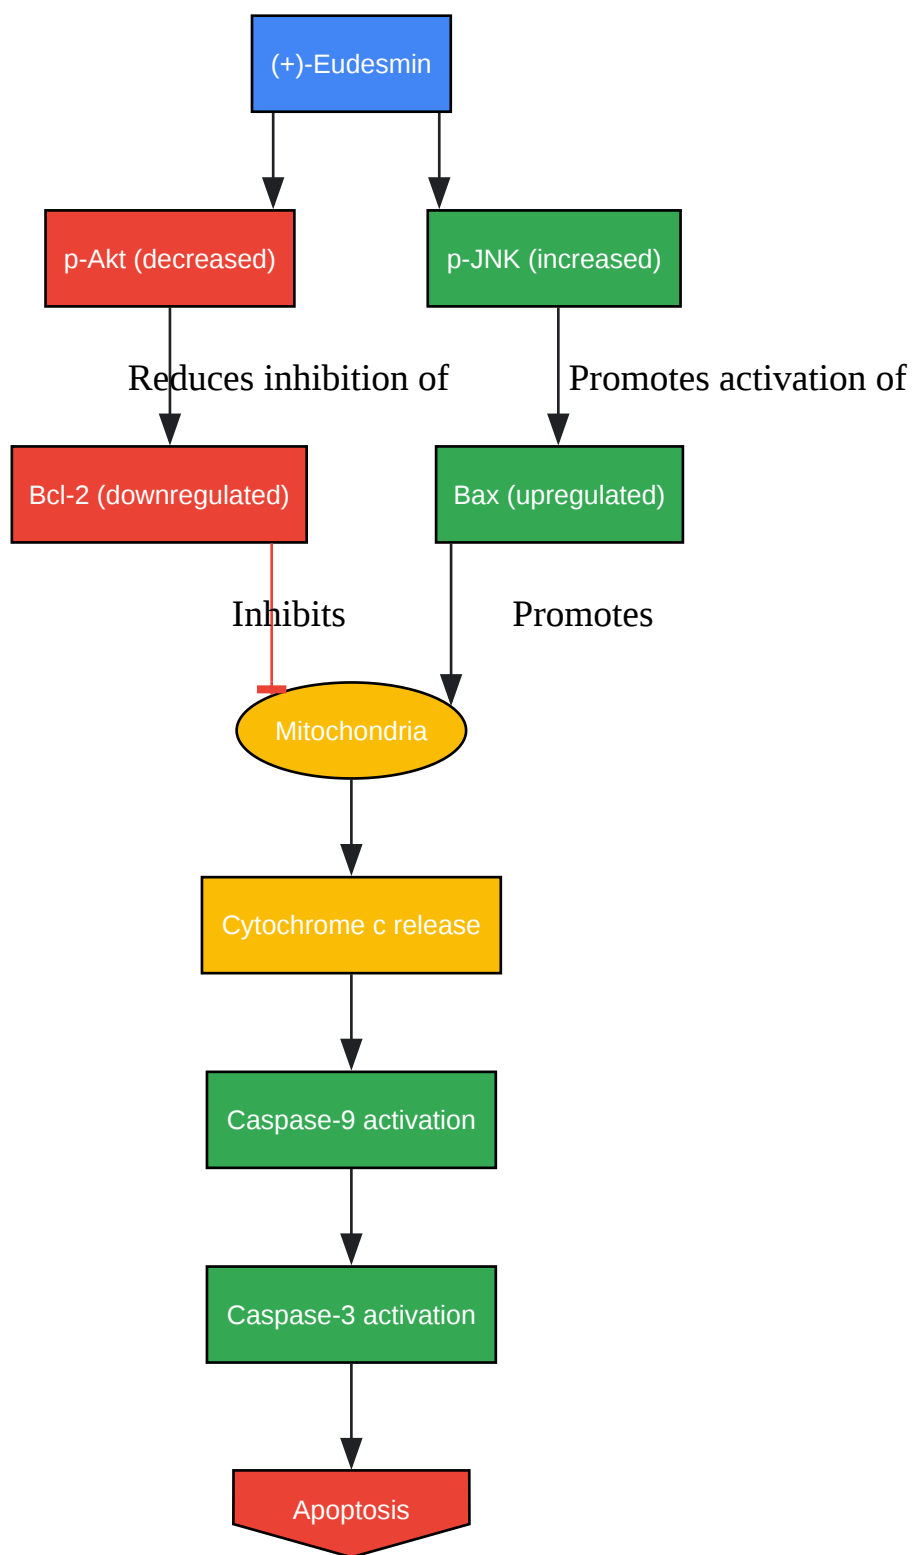 (+)-Eudesmin
p-Akt (decreased)
p-JNK (increased)
Reduces inhibition of
Promotes activation of
Bcl-2 (downregulated)
Bax (upregulated)
Inhibits
Promotes
Mitochondria
Cytochrome c release
Caspase-9 activation
Caspase-3 activation
Apoptosis